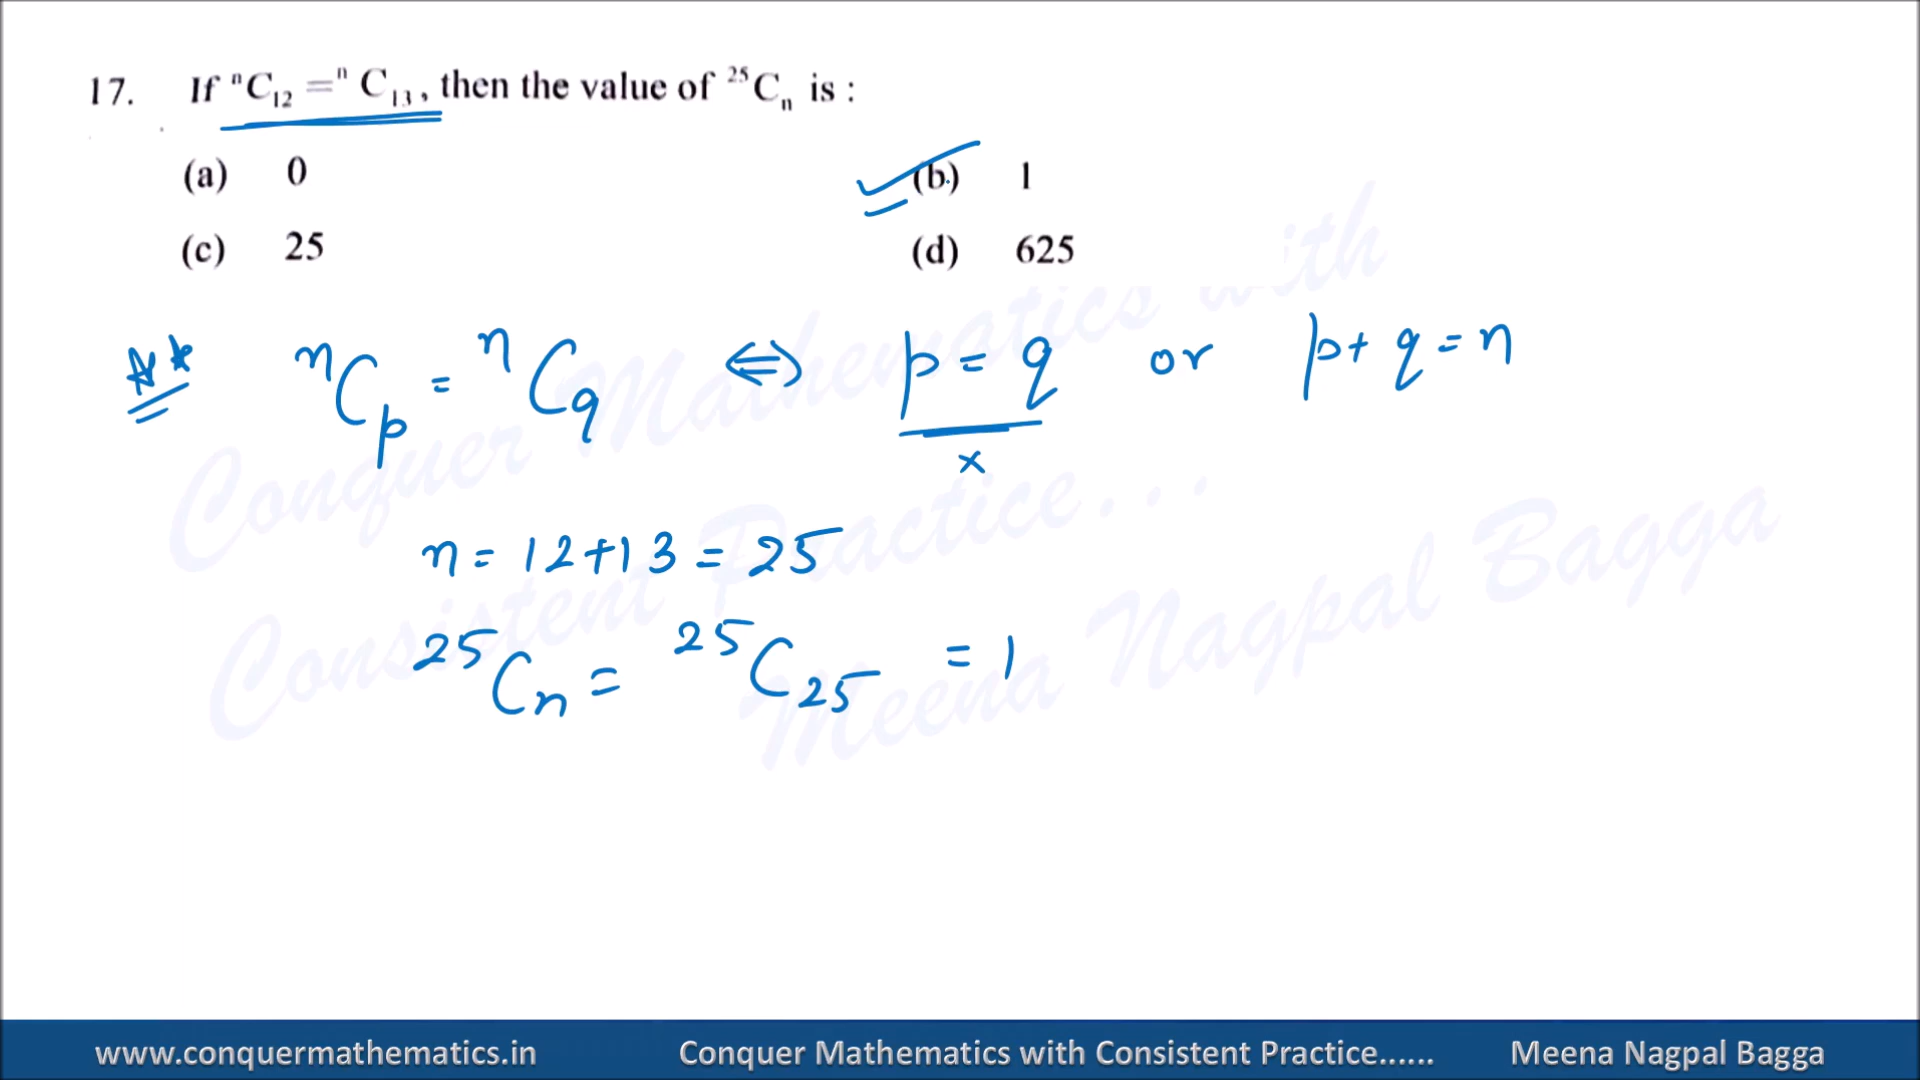 17. If ⁿC₁₂ =ⁿ C₁₃, then the value of ²⁵Cₙ is :
(a) 0 (b) 1
(c) 25 (d) 625
ⁿCₚ = ⁿC_q ⇔ p = q or p + q = n
x
n = 12+13 = 25
²⁵Cₙ = ²⁵C₂₅ = 1
Conquer Mathematics with
Consistent Practice...
Meena Nagpal Bagga
www.conquermathematics.in Conquer Mathematics with Consistent Practice...... Meena Nagpal Bagga